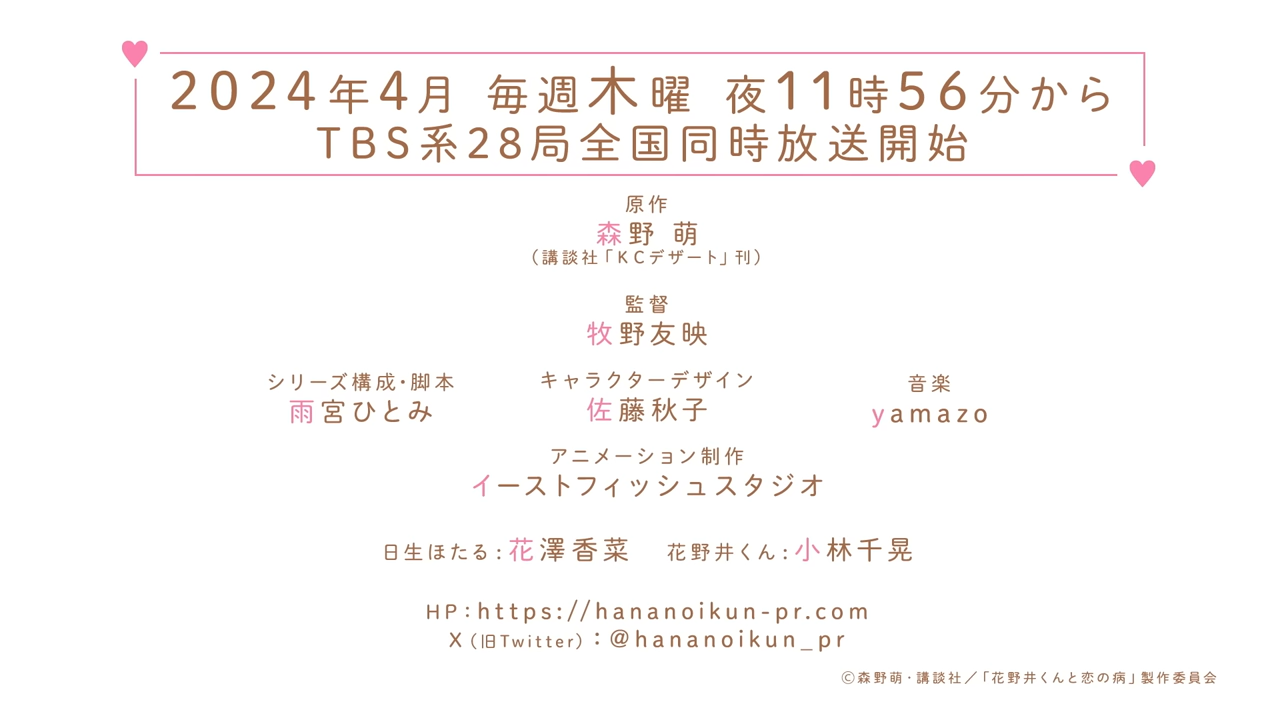 2024年4月 毎週木曜 夜11時56分から
TBS系28局全国同時放送開始
原作
森野 萌
（講談社「KCデザート」刊）
監督
牧野友映
シリーズ構成・脚本
雨宮ひとみ
キャラクターデザイン
佐藤秋子
音楽
yamazo
アニメーション制作
イーストフィッシュスタジオ
日生ほたる：花澤香菜 花野井くん：小林千晃
HP：https://hananoikun-pr.com
X（旧Twitter）：@hananoikun_pr
©森野萌・講談社／「花野井くんと恋の病」製作委員会